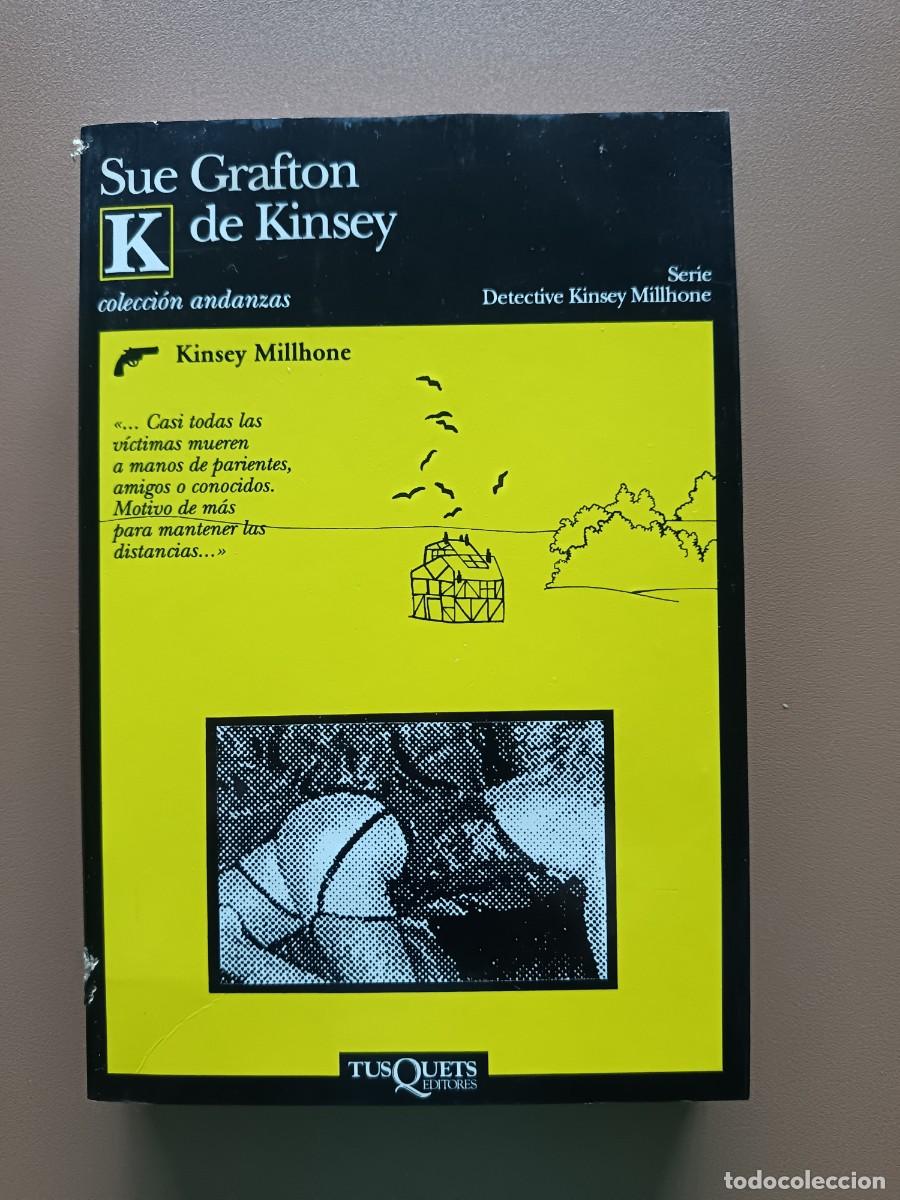 Sue Grafton
K de Kinsey
colección andanzas
Serie
Detective Kinsey Millhone
Kinsey Millhone
«... Casi todas las
víctimas mueren
a manos de parientes,
amigos o conocidos.
Motivo de más
para mantener las
distancias...»
TUSQUETS
EDITORES
todocoleccion